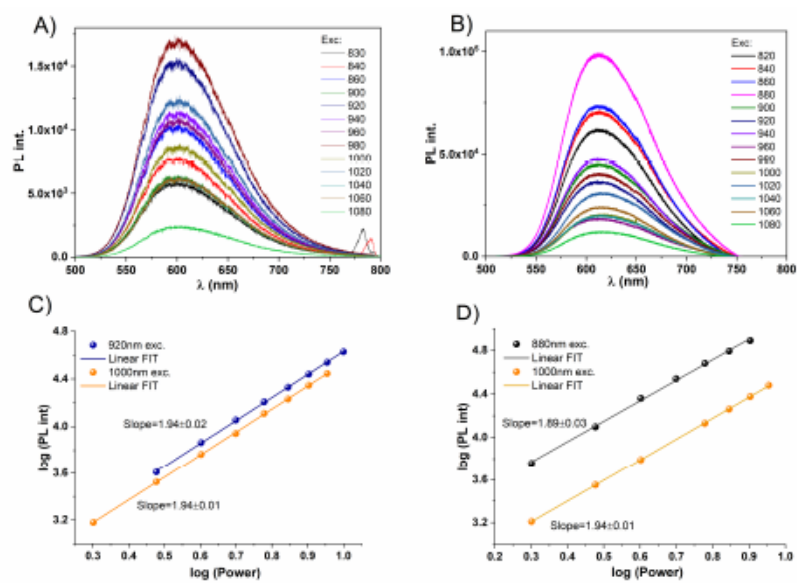 A)
Exc:
830
840
860
900
920
940
960
980
1000
1020
1040
1060
1080
1.5x10⁴
1.0x10⁴
5.0x10³
0.0
PL int.
500 550 600 650 700 750 800
λ (nm)
B)
Exc:
820
840
860
880
900
920
940
960
980
1000
1020
1040
1060
1080
5.0x10⁴
0.0
PL int.
500 550 600 650 700 750 800
λ (nm)
C)
920nm exc.
Linear FIT
1000nm exc.
Linear FIT
Slope=1.94±0.02
Slope=1.94±0.01
4.8
4.4
4.0
3.6
3.2
log (PL int)
0.3 0.4 0.5 0.6 0.7 0.8 0.9 1.0
log (Power)
D)
880nm exc.
Linear FIT
1000nm exc.
Linear FIT
Slope=1.89±0.03
Slope=1.94±0.01
4.8
4.4
4.0
3.6
3.2
log (PL int)
0.2 0.3 0.4 0.5 0.6 0.7 0.8 0.9 1.0
log (Power)